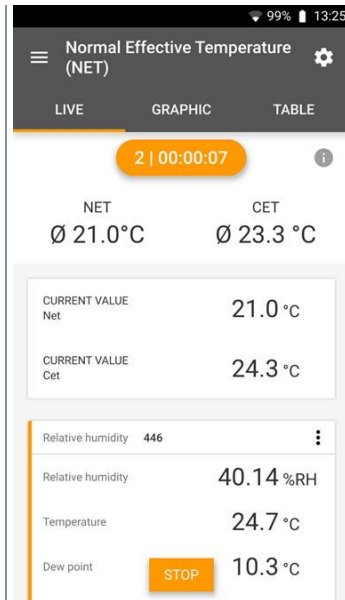 99% 13:25
Normal Effective Temperature
(NET)
LIVE GRAPHIC TABLE
2 | 00:00:07
NET CET
Ø 21.0°C Ø 23.3 °C
CURRENT VALUE
Net
21.0 °C
CURRENT VALUE
Cet
24.3 °C
Relative humidity 446
Relative humidity 40.14 %RH
Temperature 24.7 °C
Dew point 10.3 °C
STOP